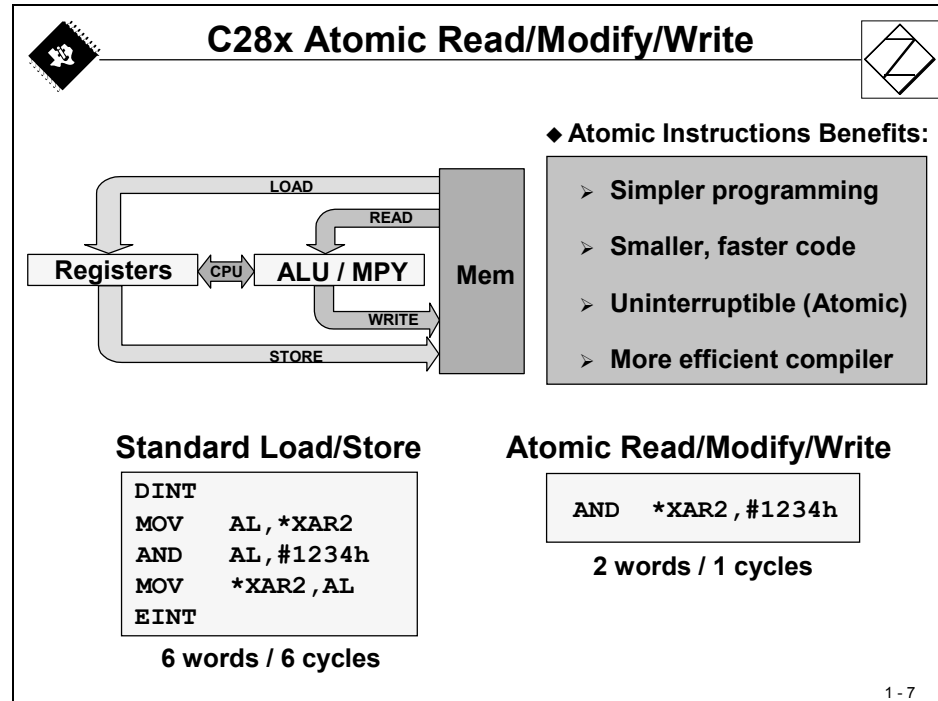 C28x Atomic Read/Modify/Write
◆ Atomic Instructions Benefits:
➢ Simpler programming
➢ Smaller, faster code
➢ Uninterruptible (Atomic)
➢ More efficient compiler
LOAD
READ
Registers
CPU
ALU / MPY
Mem
WRITE
STORE
Standard Load/Store
DINT
MOV AL,*XAR2
AND AL,#1234h
MOV *XAR2,AL
EINT
6 words / 6 cycles
Atomic Read/Modify/Write
AND *XAR2,#1234h
2 words / 1 cycles
1 - 7